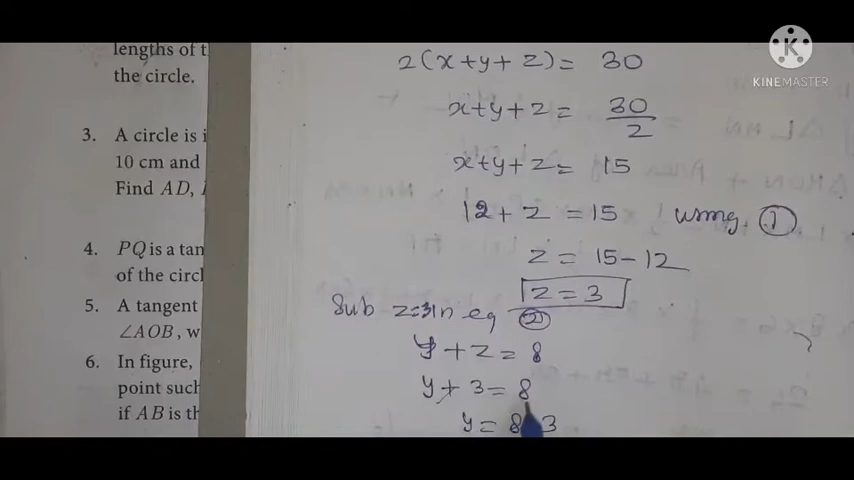 lengths of t
the circle.
3. A circle is i
10 cm and
Find AD,
4. PQ is a tan
of the circl
5. A tangent
∠AOB, w
6. In figure,
point such
if AB is th
2(x+y+z) = 30
x+y+z = 30/2
x+y+z = 15
12+z = 15 using ①
z = 15-12
z = 3
Sub z=3 in eq ②
y+z = 8
y+3 = 8
y = 8 3
KINEMASTER